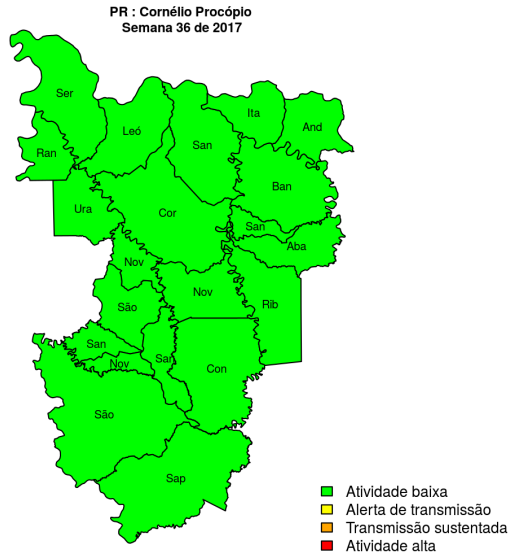 PR : Cornélio Procópio
Semana 36 de 2017
Ser
Leó
Ita
And
San
Ran
Ban
Ura
Cor
San
Aba
Nov
Nov
São
Rib
San
San
Nov
Con
São
Sap
Atividade baixa
Alerta de transmissão
Transmissão sustentada
Atividade alta